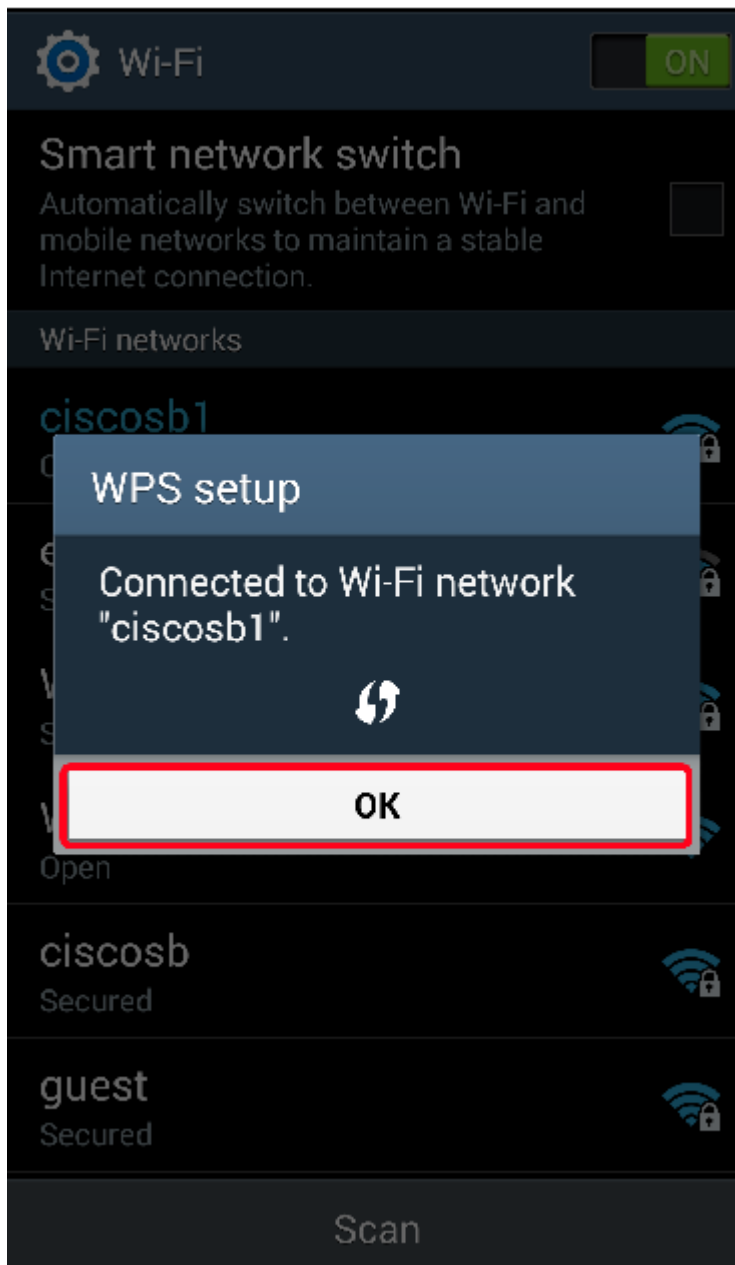 Wi-Fi
ON
Smart network switch
Automatically switch between Wi-Fi and
mobile networks to maintain a stable
Internet connection.
Wi-Fi networks
ciscosb1
WPS setup
Connected to Wi-Fi network
"ciscosb1".
OK
Open
ciscosb
Secured
guest
Secured
Scan